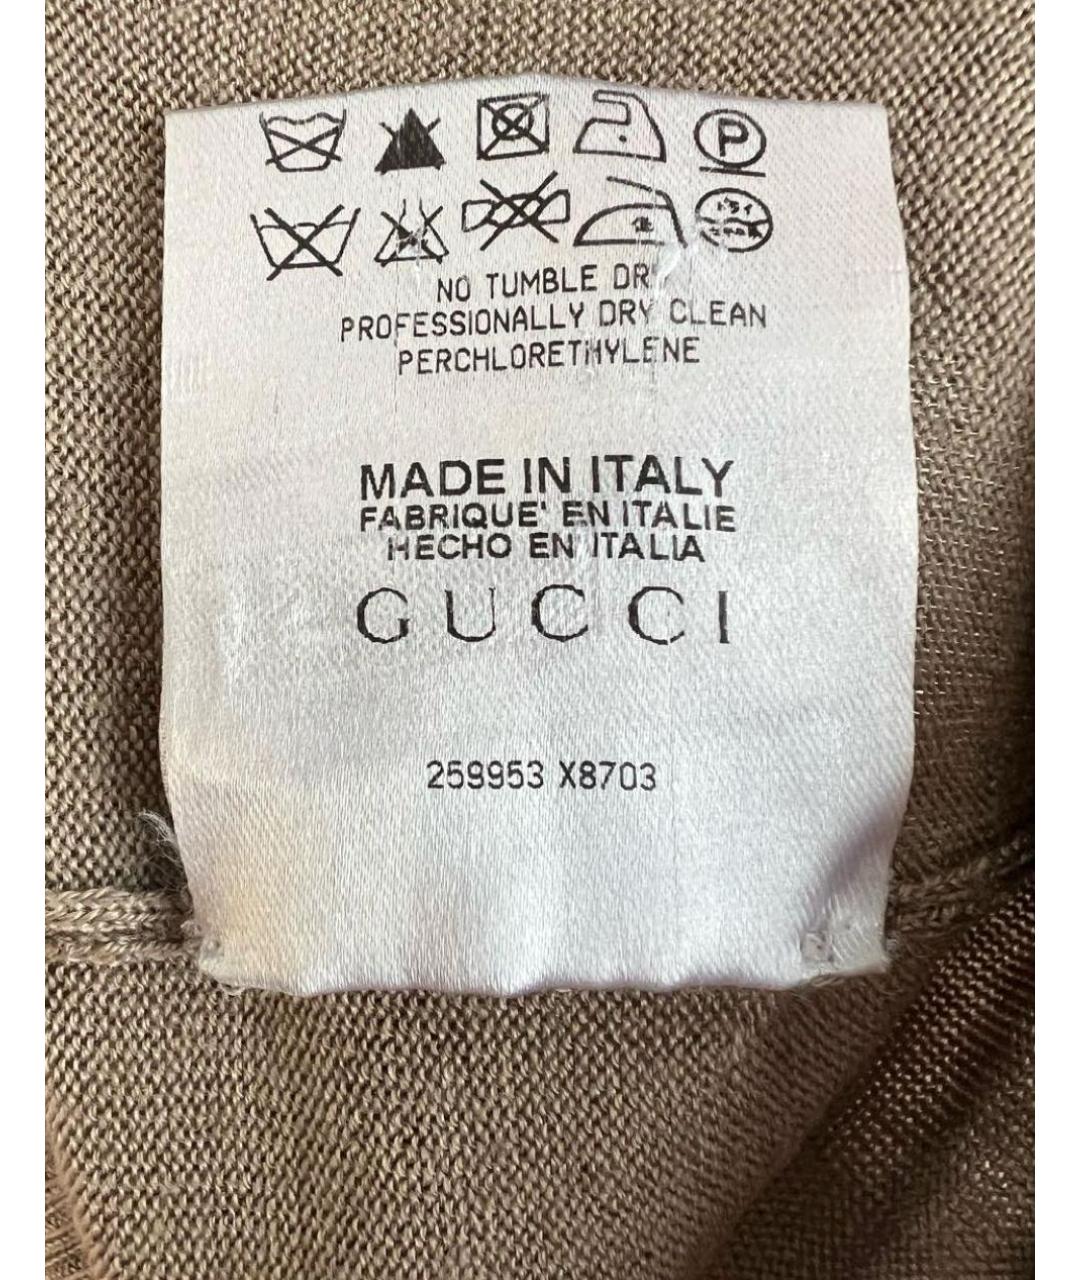 P
NO TUMBLE DRY
PROFESSIONALLY DRY CLEAN
PERCHLORETHYLENE
MADE IN ITALY
FABRIQUE' EN ITALIE
HECHO EN ITALIA
GUCCI
259953 X8703